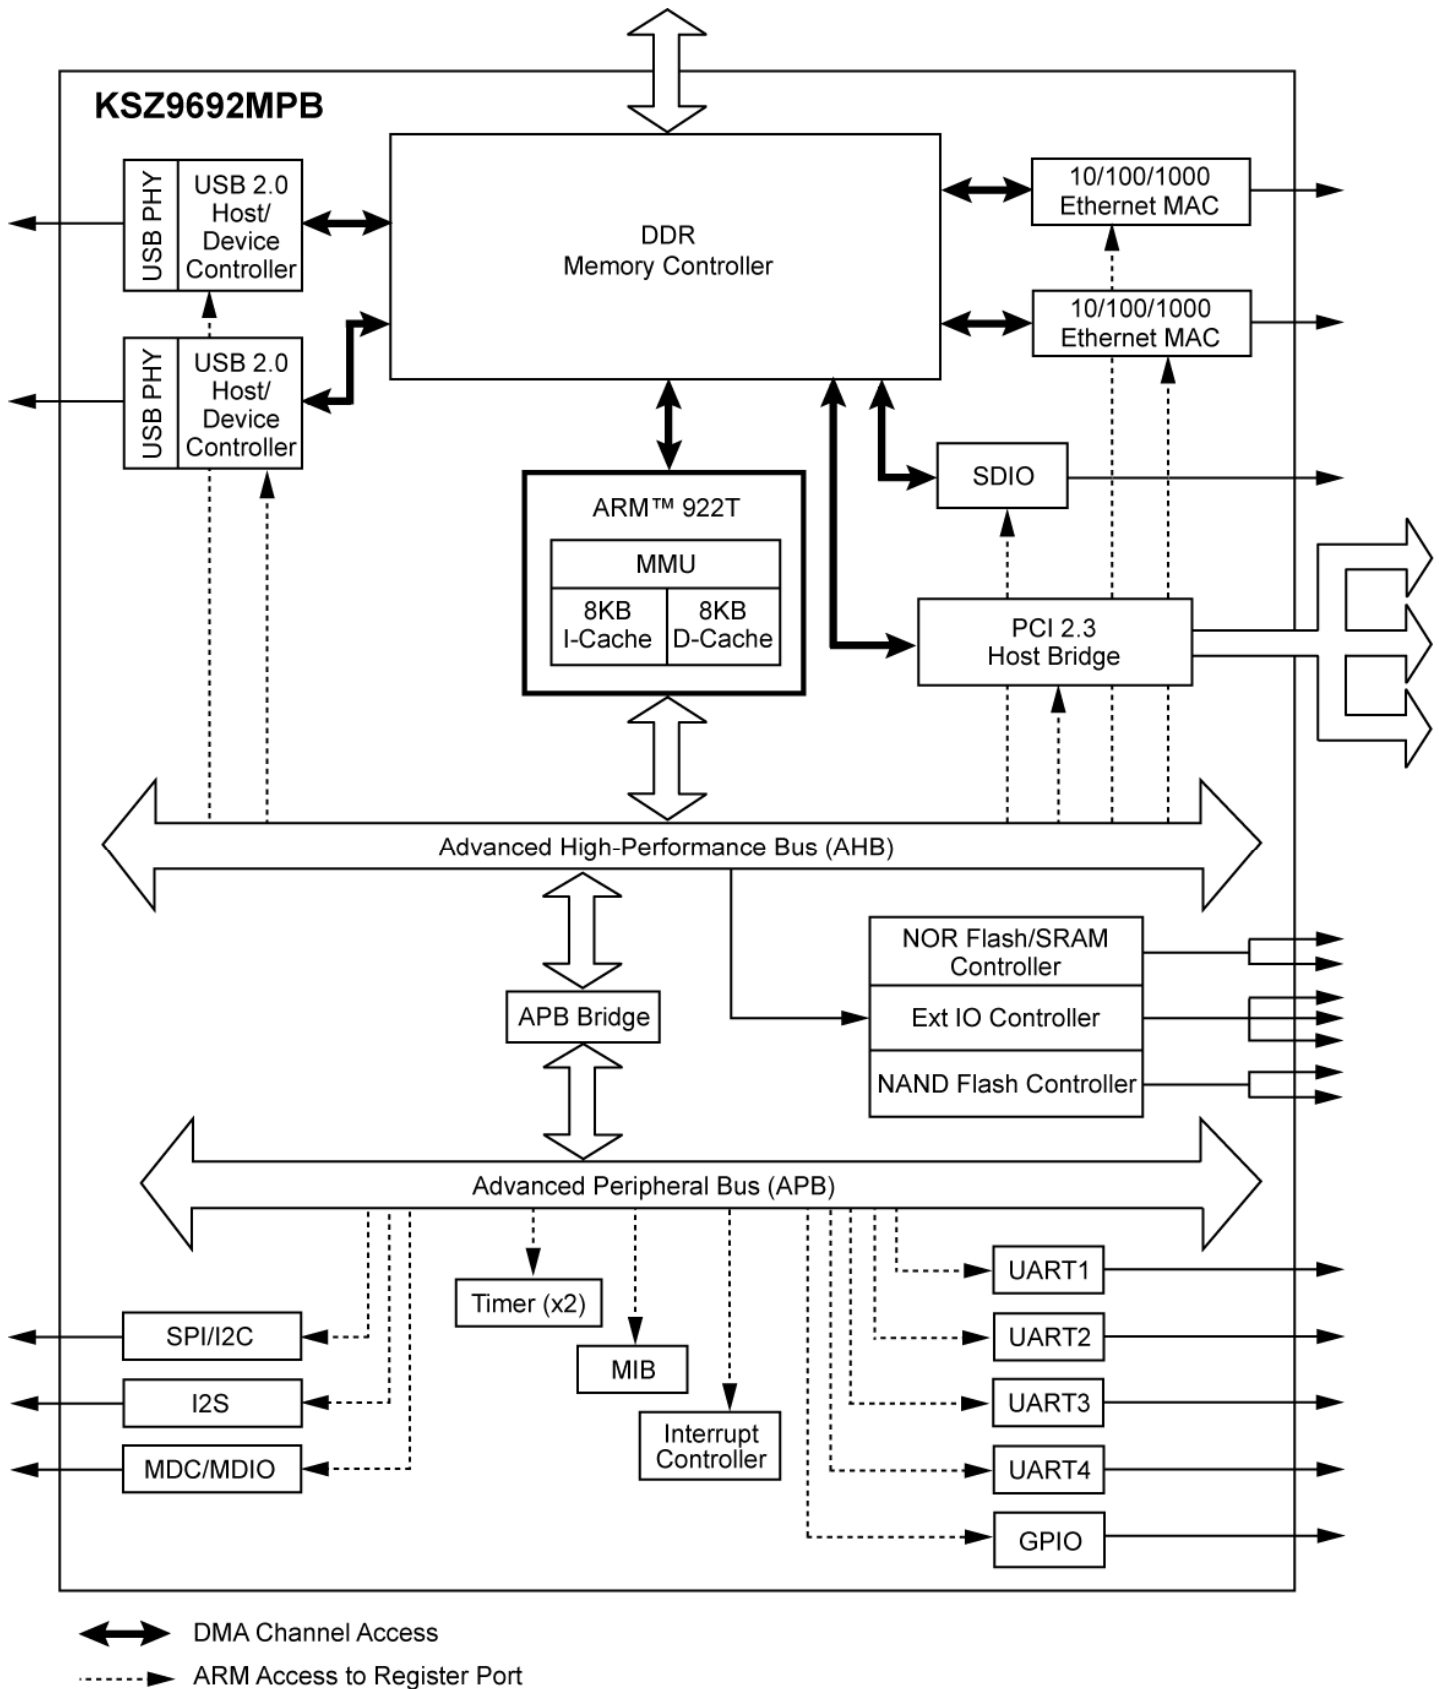 KSZ9692MPB
USB PHY
USB 2.0
Host/
Device
Controller
DDR
Memory Controller
10/100/1000
Ethernet MAC
10/100/1000
Ethernet MAC
USB PHY
USB 2.0
Host/
Device
Controller
SDIO
ARM™ 922T
MMU
8KB
I-Cache
8KB
D-Cache
PCI 2.3
Host Bridge
Advanced High-Performance Bus (AHB)
NOR Flash/SRAM
Controller
APB Bridge
Ext IO Controller
NAND Flash Controller
Advanced Peripheral Bus (APB)
UART1
Timer (x2)
SPI/I2C
UART2
MIB
I2S
UART3
Interrupt
Controller
MDC/MDIO
UART4
GPIO
DMA Channel Access
ARM Access to Register Port